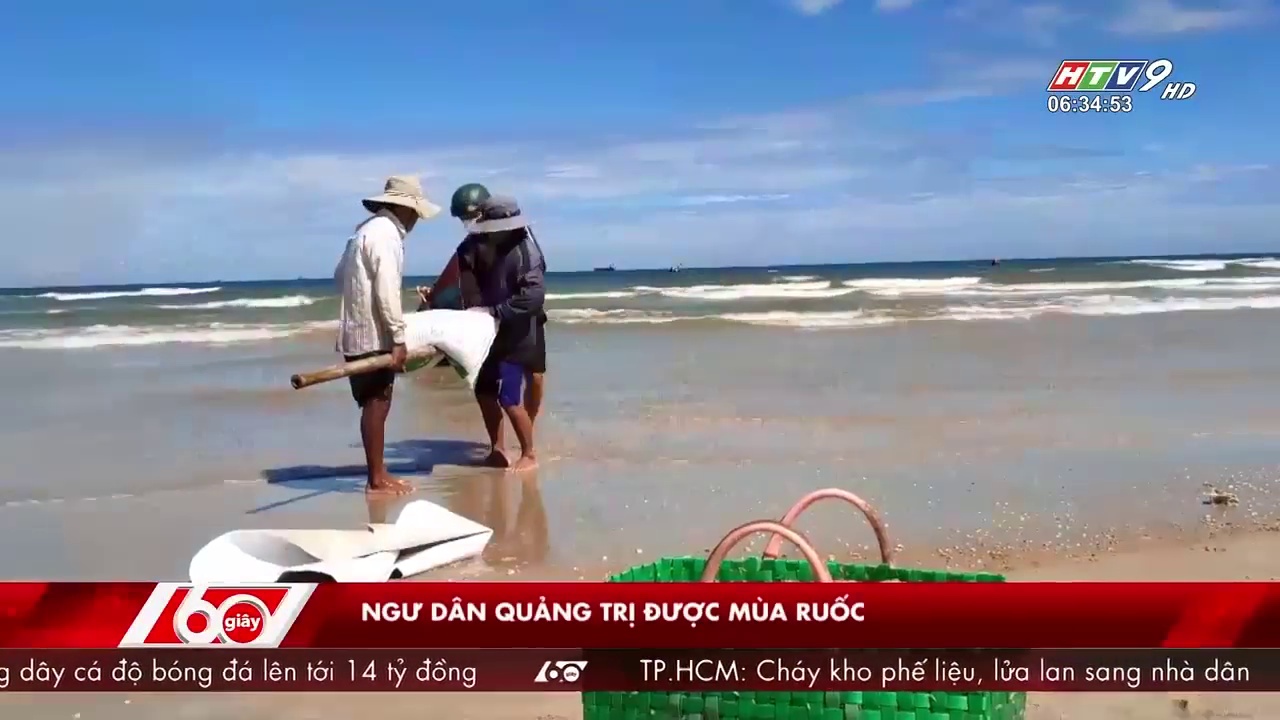 HTV9 HD
06:34:53
60 giây
NGƯ DÂN QUẢNG TRỊ ĐƯỢC MÙA RUỐC
g dây cá độ bóng đá lên tới 14 tỷ đồng 60 giây TP.HCM: Cháy kho phế liệu, lửa lan sang nhà dân